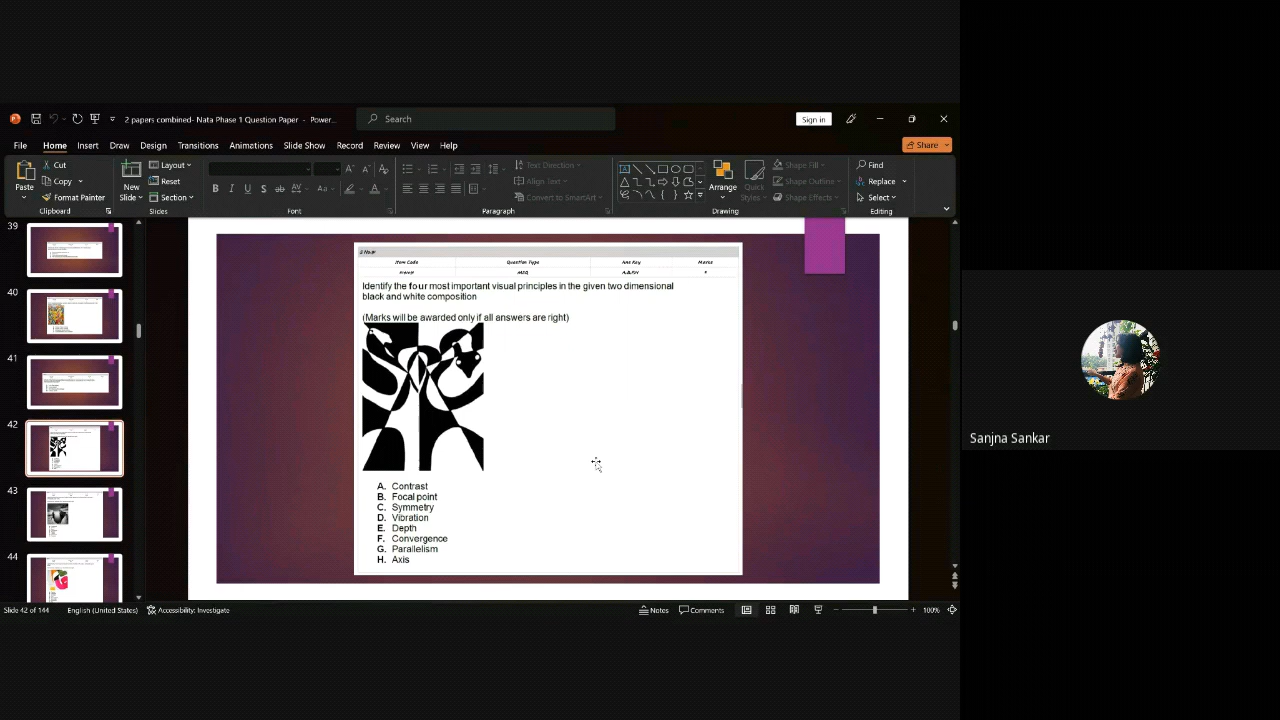 2 papers combined- Nata Phase 1 Question Paper - Power...
Search
Sign in
File Home Insert Draw Design Transitions Animations Slide Show Record Review View Help
Share
Paste
Cut
Copy
Format Painter
Clipboard
New Slide
Layout
Reset
Section
Slides
Font
Text Direction
Align Text
Convert to SmartArt
Paragraph
Arrange
Quick Styles
Shape Fill
Shape Outline
Shape Effects
Drawing
Find
Replace
Select
Editing
39
40
41
42
43
44
Item Code Question Type Ans Key Marks
MSQ
Identify the four most important visual principles in the given two dimensional
black and white composition
(Marks will be awarded only if all answers are right)
A. Contrast
B. Focal point
C. Symmetry
D. Vibration
E. Depth
F. Convergence
G. Parallelism
H. Axis
Sanjna Sankar
Slide 42 of 144 English (United States) Accessibility: Investigate Notes Comments 100%